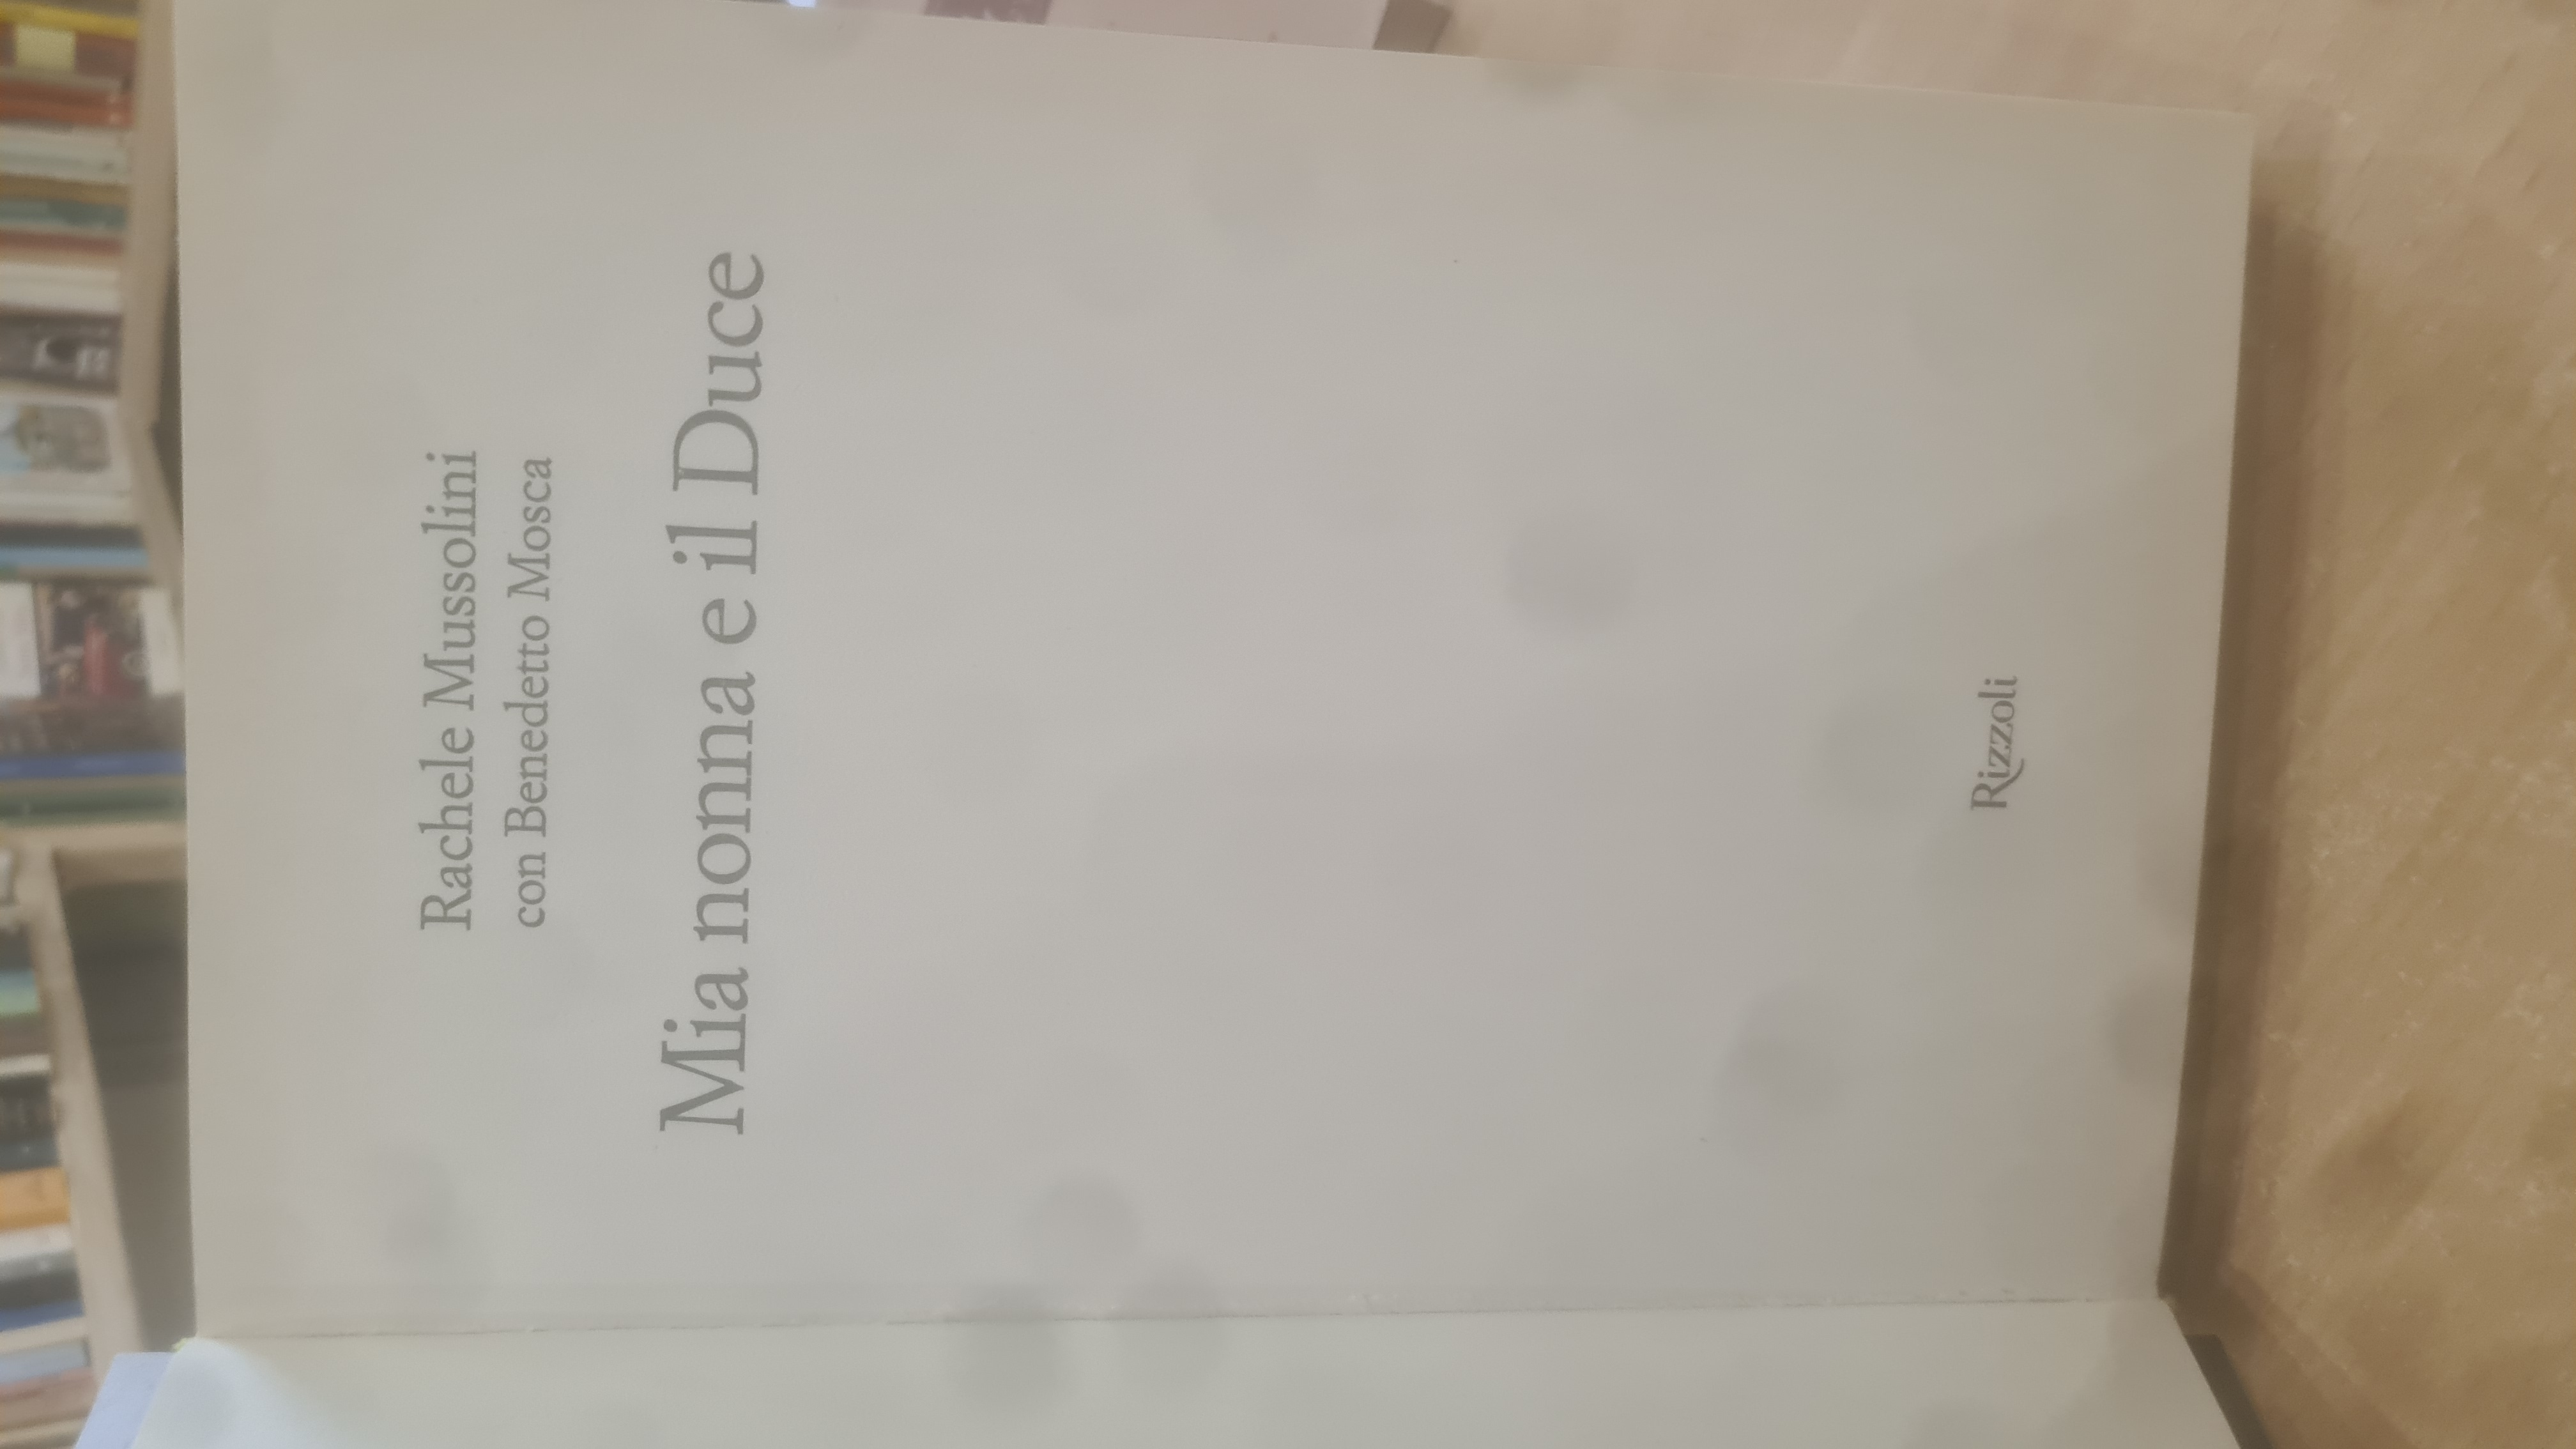 Rachele Mussolini
con Benedetto Mosca
Mia nonna e il Duce
Rizzoli